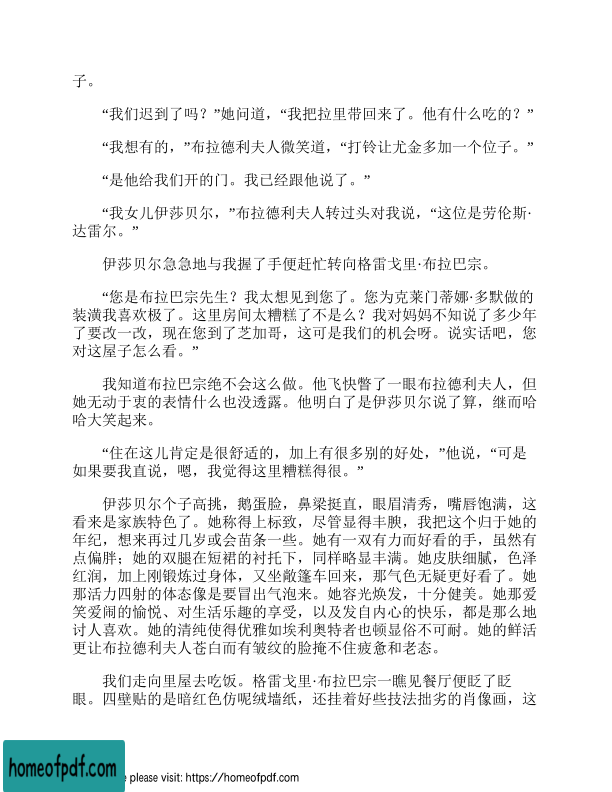 子。
“我们迟到了吗？”她问道，“我把拉里带回来了。他有什么吃的？”
“我想有的，”布拉德利夫人微笑道，“打铃让尤金多加一个位子。”
“是他给我们开的门。我已经跟他说了。”
“我女儿伊莎贝尔，”布拉德利夫人转过头对我说，“这位是劳伦斯·
达雷尔。”
伊莎贝尔急急地与我握了手便赶忙转向格雷戈里·布拉巴宗。
“您是布拉巴宗先生？我太想见到您了。您为克莱门蒂娜·多默做的
装潢我喜欢极了。这里房间太糟糕了不是么？我对妈妈不知说了多少年
了要改一改，现在您到了芝加哥，这可是我们的机会呀。说实话吧，您
对这屋子怎么看。”
我知道布拉巴宗绝不会这么做。他飞快瞥了一眼布拉德利夫人，但
她无动于衷的表情什么也没透露。他明白了是伊莎贝尔说了算，继而哈
哈大笑起来。
“住在这儿肯定是很舒适的，加上有很多别的好处，”他说，“可是
如果要我直说，嗯，我觉得这里糟糕得很。”
伊莎贝尔个子高挑，鹅蛋脸，鼻梁挺直，眼眉清秀，嘴唇饱满，这
看来是家族特色了。她称得上标致，尽管显得丰腴，我把这个归于她的
年纪，想来再过几岁或会苗条一些。她有一双有力而好看的手，虽然有
点偏胖；她的双腿在短裙的衬托下，同样略显丰满。她皮肤细腻，色泽
红润，加上刚锻炼过身体，又坐敞篷车回来，那气色无疑更好看了。她
那活力四射的体态像是要冒出气泡来。她容光焕发，十分健美。她那爱
笑爱闹的愉悦、对生活乐趣的享受，以及发自内心的快乐，都是那么地
讨人喜欢。她的清纯使得优雅如埃利奥特者也顿显俗不可耐。她的鲜活
更让布拉德利夫人苍白而有皱纹的脸掩不住疲惫和老态。
我们走向里屋去吃饭。格雷戈里·布拉巴宗一瞧见餐厅便眨了眨
眼。四壁贴的是暗红色仿呢绒墙纸，还挂着好些技法拙劣的肖像画，这
homeofpdf.com
e please visit: https://homeofpdf.com